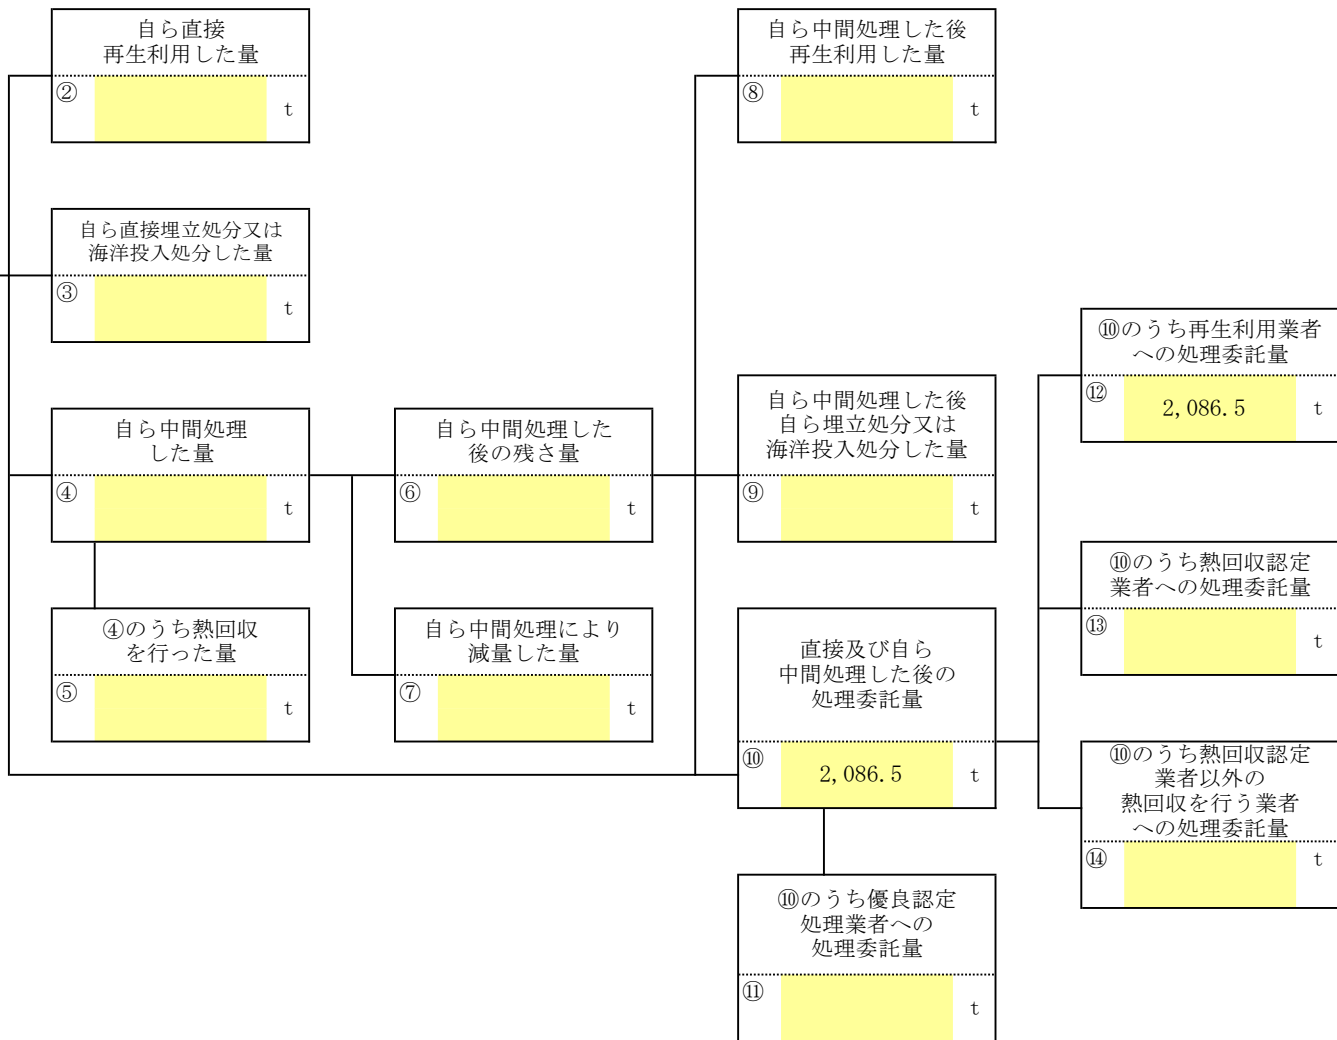 自ら直接
再生利用した量
②
t
自ら中間処理した後
再生利用した量
⑧
t
自ら直接埋立処分又は
海洋投入処分した量
③
t
⑩のうち再生利用業者
への処理委託量
⑫
2,086.5
t
自ら中間処理
した量
④
t
自ら中間処理した
後の残さ量
⑥
t
自ら中間処理した後
自ら埋立処分又は
海洋投入処分した量
⑨
t
⑩のうち熱回収認定
業者への処理委託量
⑬
t
④のうち熱回収
を行った量
⑤
t
自ら中間処理により
減量した量
⑦
t
直接及び自ら
中間処理した後の
処理委託量
⑩
2,086.5
t
⑩のうち熱回収認定
業者以外の
熱回収を行う業者
への処理委託量
⑭
t
⑩のうち優良認定
処理業者への
処理委託量
⑪
t